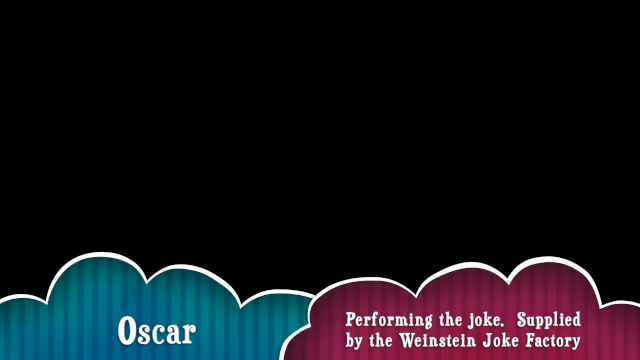 Oscar
Performing the joke. Supplied
by the Weinstein Joke Factory